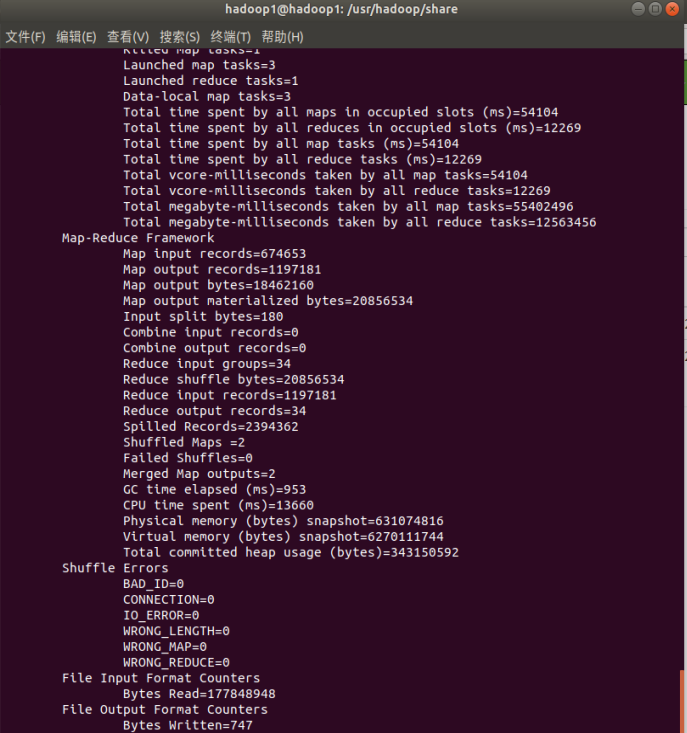 hadoop1@hadoop1: /usr/hadoop/share
文件(F) 编辑(E) 查看(V) 搜索(S) 终端(T) 帮助(H)
Killed map tasks=1
Launched map tasks=3
Launched reduce tasks=1
Data-local map tasks=3
Total time spent by all maps in occupied slots (ms)=54104
Total time spent by all reduces in occupied slots (ms)=12269
Total time spent by all map tasks (ms)=54104
Total time spent by all reduce tasks (ms)=12269
Total vcore-milliseconds taken by all map tasks=54104
Total vcore-milliseconds taken by all reduce tasks=12269
Total megabyte-milliseconds taken by all map tasks=55402496
Total megabyte-milliseconds taken by all reduce tasks=12563456
Map-Reduce Framework
Map input records=674653
Map output records=1197181
Map output bytes=18462160
Map output materialized bytes=20856534
Input split bytes=180
Combine input records=0
Combine output records=0
Reduce input groups=34
Reduce shuffle bytes=20856534
Reduce input records=1197181
Reduce output records=34
Spilled Records=2394362
Shuffled Maps =2
Failed Shuffles=0
Merged Map outputs=2
GC time elapsed (ms)=953
CPU time spent (ms)=13660
Physical memory (bytes) snapshot=631074816
Virtual memory (bytes) snapshot=6270111744
Total committed heap usage (bytes)=343150592
Shuffle Errors
BAD_ID=0
CONNECTION=0
IO_ERROR=0
WRONG_LENGTH=0
WRONG_MAP=0
WRONG_REDUCE=0
File Input Format Counters
Bytes Read=177848948
File Output Format Counters
Bytes Written=747